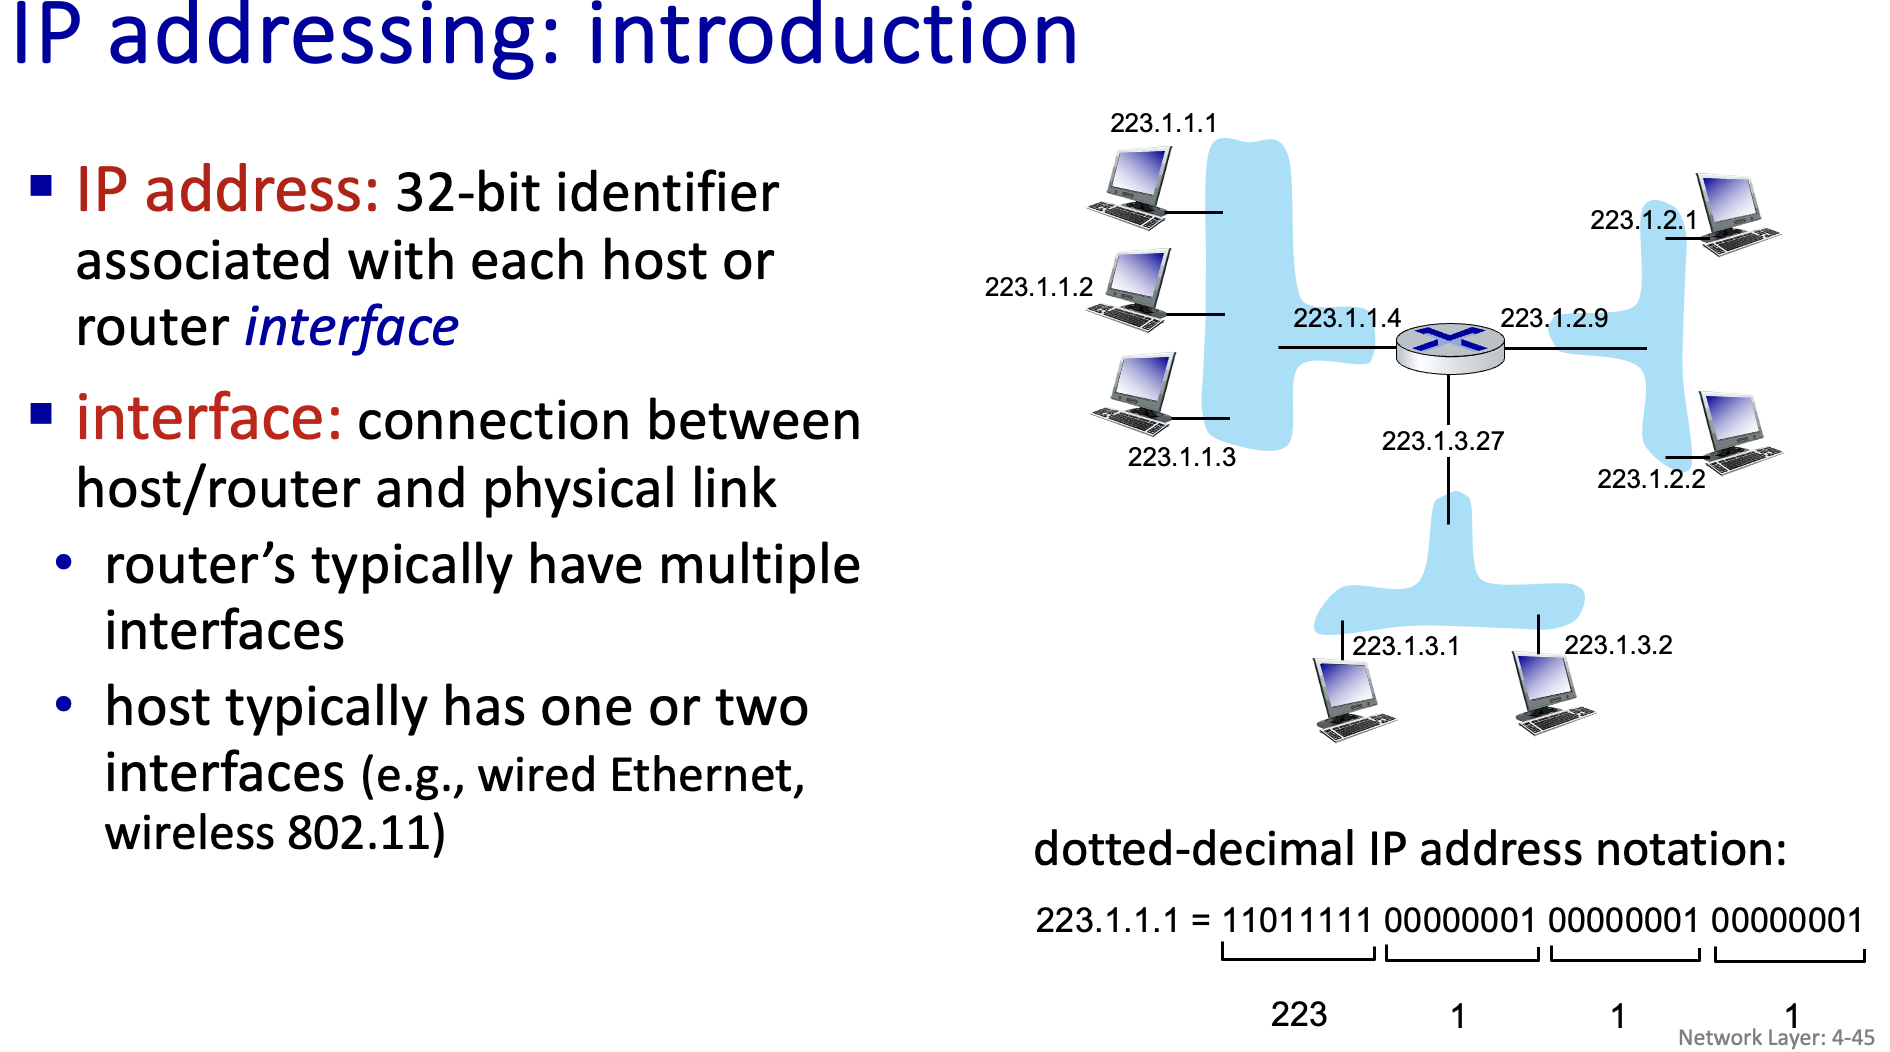 IP addressing: introduction
▪ IP address: 32-bit identifier
associated with each host or
router interface
▪ interface: connection between
host/router and physical link
• router’s typically have multiple
interfaces
• host typically has one or two
interfaces (e.g., wired Ethernet,
wireless 802.11)
223.1.1.1
223.1.1.2
223.1.1.3
223.1.1.4
223.1.2.9
223.1.2.1
223.1.2.2
223.1.3.27
223.1.3.1
223.1.3.2
dotted-decimal IP address notation:
223.1.1.1 = 11011111 00000001 00000001 00000001
223 1 1 1
Network Layer: 4-45